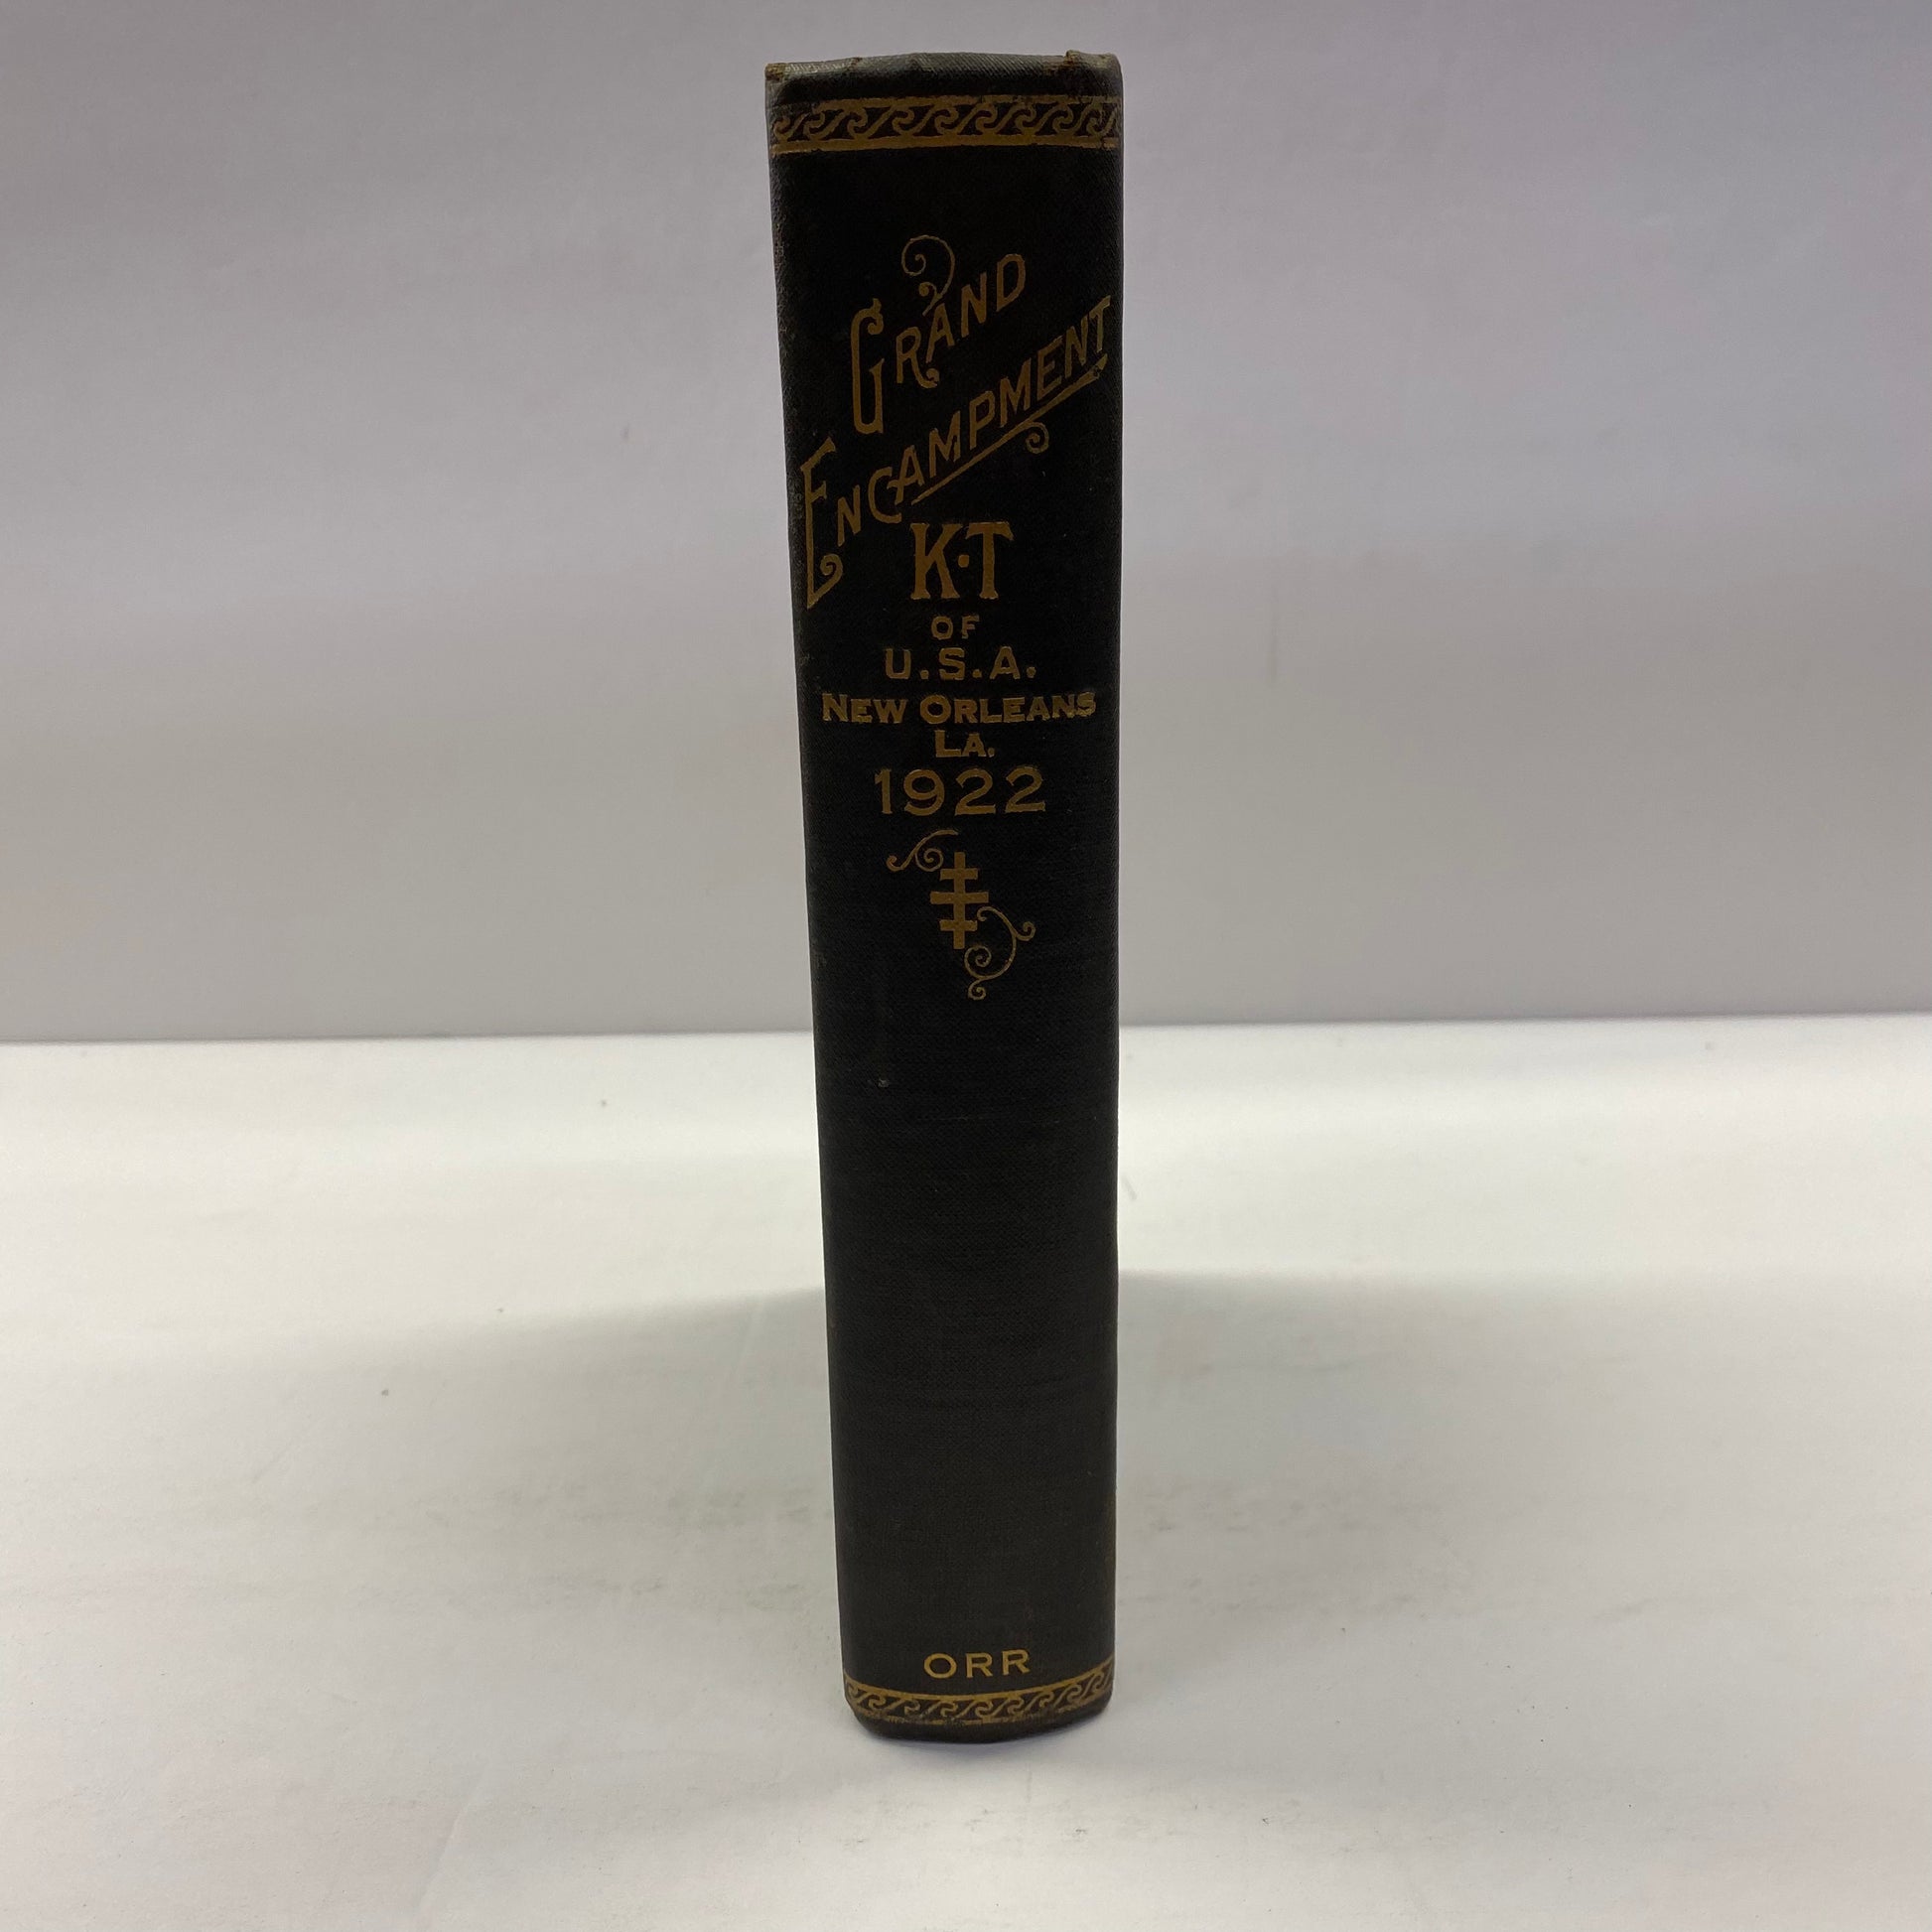 GRAND
ENCAMPMENT
K·T
OF
U.S.A.
NEW ORLEANS
LA.
1922
ORR